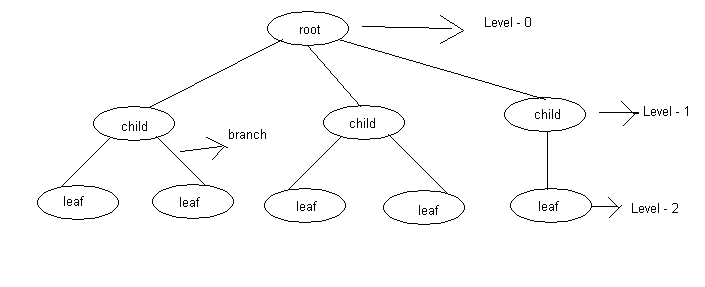 root
Level - 0
child
child
child
Level - 1
branch
leaf
leaf
leaf
leaf
leaf
Level - 2